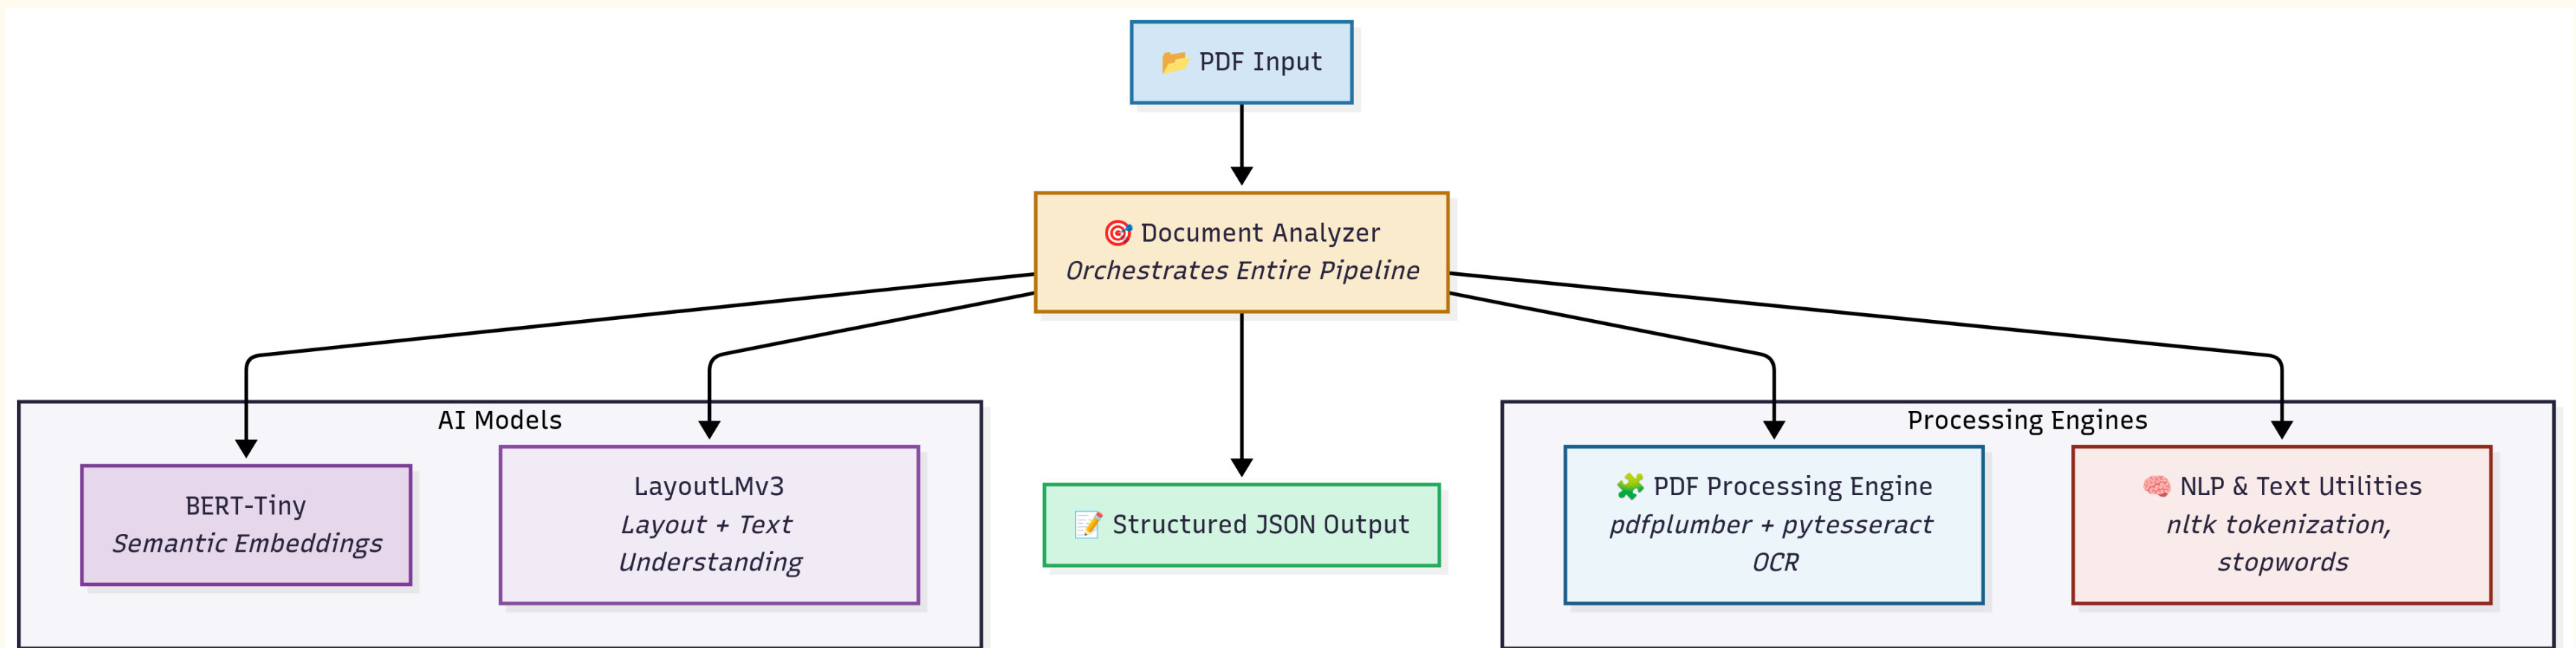 📂 PDF Input
🎯 Document Analyzer
Orchestrates Entire Pipeline
AI Models
BERT-Tiny
Semantic Embeddings
LayoutLMv3
Layout + Text
Understanding
📝 Structured JSON Output
Processing Engines
🧩 PDF Processing Engine
pdfplumber + pytesseract
OCR
🧠 NLP & Text Utilities
nltk tokenization,
stopwords